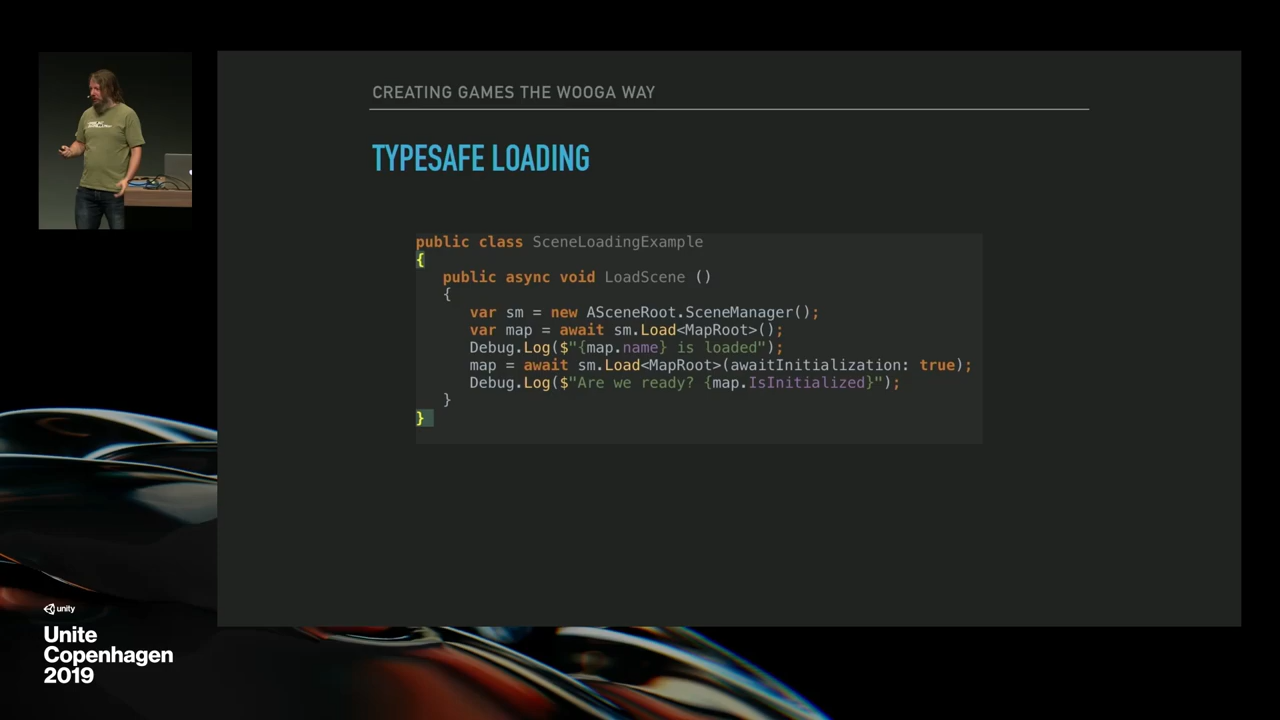 CREATING GAMES THE WOOGA WAY
TYPESAFE LOADING
public class SceneLoadingExample
{
public async void LoadScene ()
{
var sm = new ASceneRoot.SceneManager();
var map = await sm.Load<MapRoot>();
Debug.Log($"{map.name} is loaded");
map = await sm.Load<MapRoot>(awaitInitialization: true);
Debug.Log($"Are we ready? {map.IsInitialized}");
}
}
unity
Unite
Copenhagen
2019